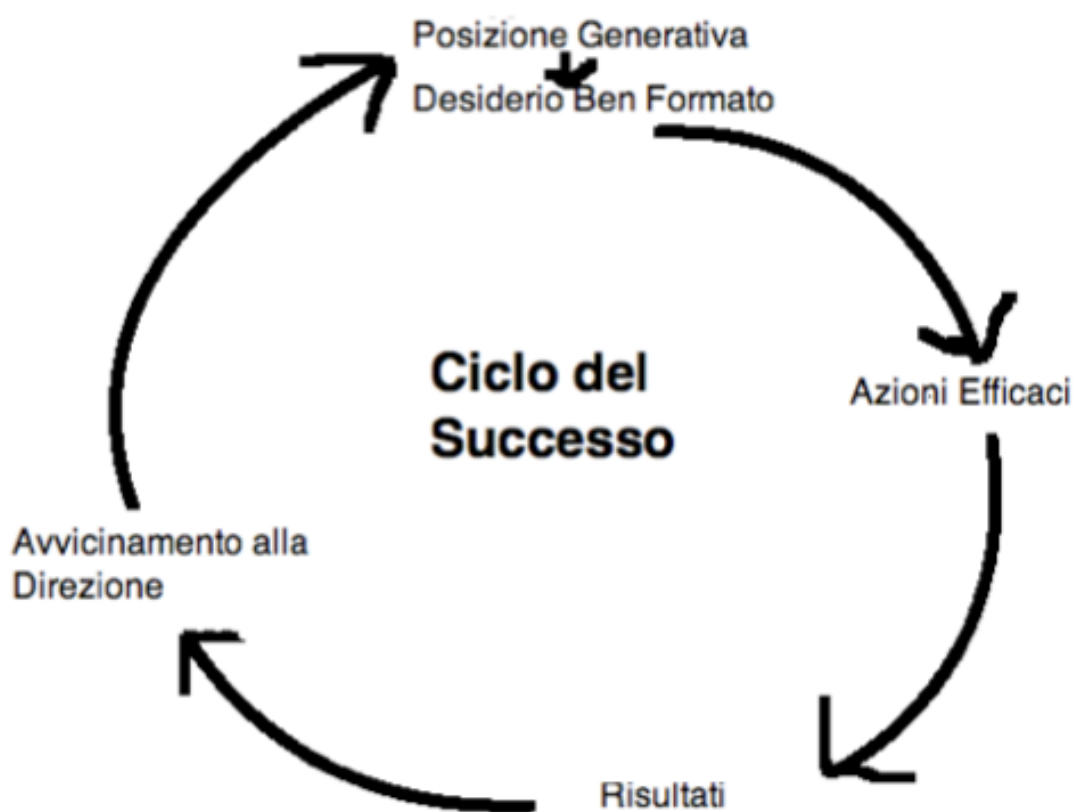 Posizione Generativa
Desiderio Ben Formato
Ciclo del
Successo
Azioni Efficaci
Avvicinamento alla
Direzione
Risultati